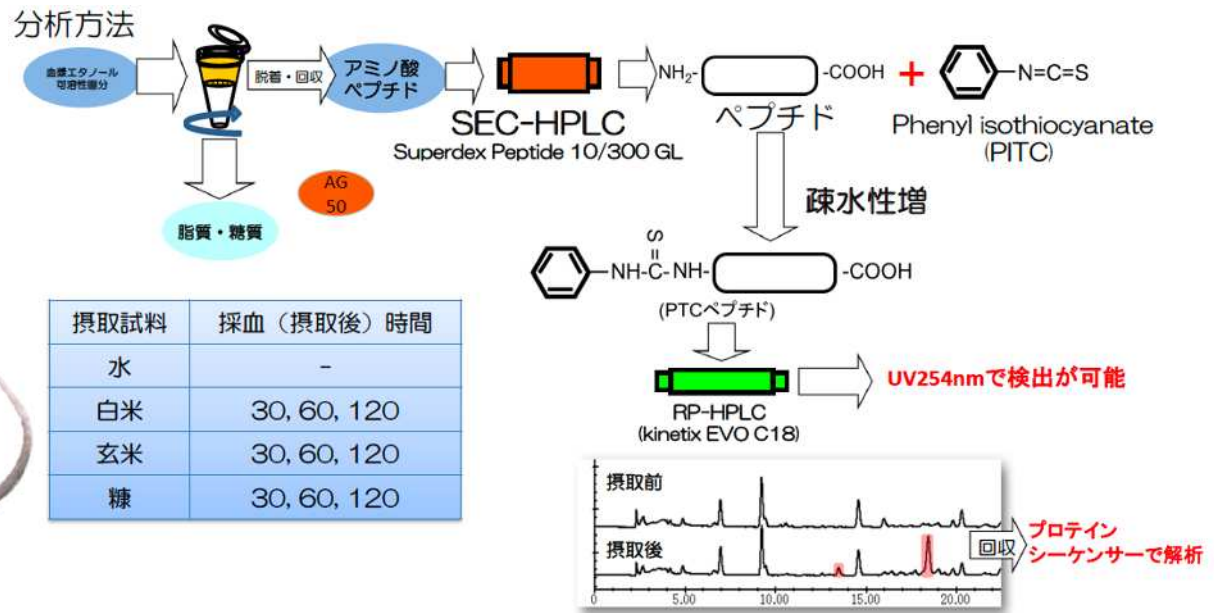 分析方法
血漿エタノール
可溶性画分
脱着・回収
アミノ酸
ペプチド
SEC-HPLC
Superdex Peptide 10/300 GL
NH2-
-COOH
+
N=C=S
ペプチド
Phenyl isothiocyanate
(PITC)
AG
50
脂質・糖質
疎水性増
S
=
NH-C-NH-
-COOH
(PTCペプチド)
RP-HPLC
(kinetix EVO C18)
UV254nmで検出が可能
摂取試料 採血（摂取後）時間
水 -
白米 30, 60, 120
玄米 30, 60, 120
糠 30, 60, 120
摂取前
摂取後
回収
プロテイン
シーケンサーで解析
0 5.00 10.00 15.00 20.00